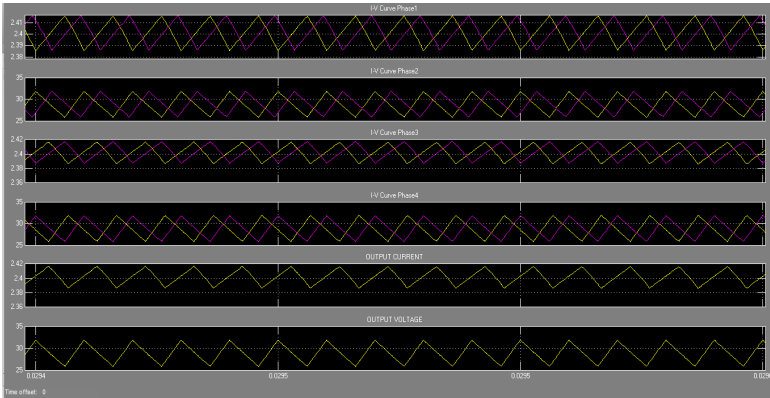 I-V Curve Phase1
2.41
2.4
2.39
2.38
I-V Curve Phase2
35
30
25
I-V Curve Phase3
2.42
2.4
2.38
2.36
I-V Curve Phase4
35
30
25
OUTPUT CURRENT
2.42
2.4
2.38
2.36
OUTPUT VOLTAGE
35
30
25
0.0294 0.0295 0.0295
Time offset: 0